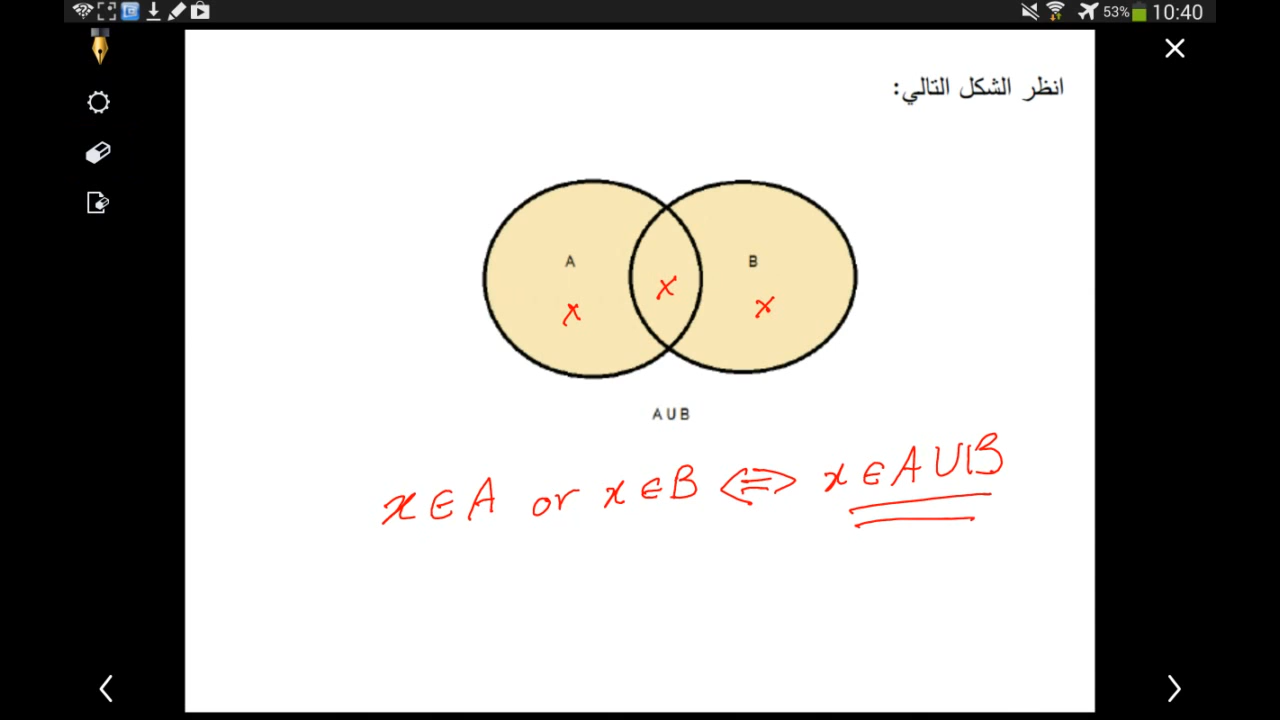 53% 10:40
انظر الشكل التالي:
A B
x x x
A U B
x ∈ A or x ∈ B ⟺ x ∈ A ∪ B